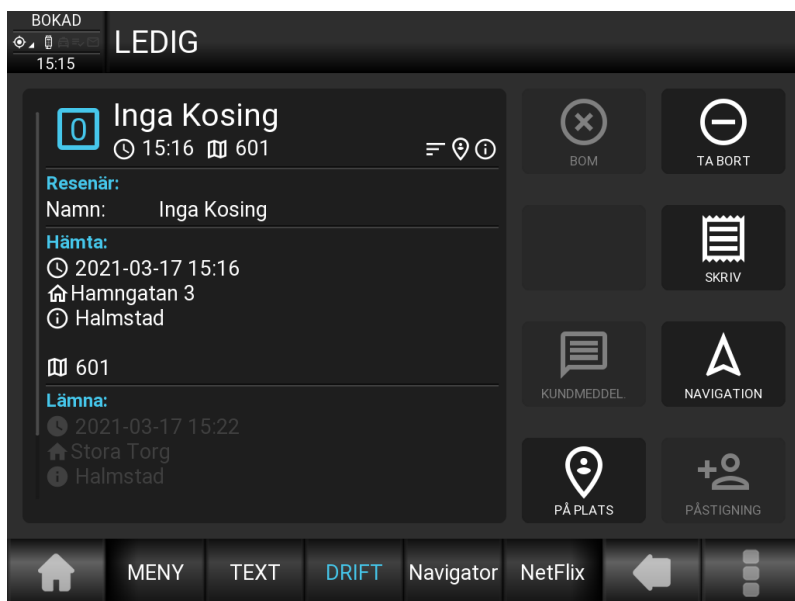 BOKAD
15:15
LEDIG
0
Inga Kosing
15:16 601
Resenär:
Namn: Inga Kosing
Hämta:
2021-03-17 15:16
Hamngatan 3
Halmstad
601
Lämna:
2021-03-17 15:22
Stora Torg
Halmstad
BOM
TA BORT
SKRIV
KUNDMEDDEL.
NAVIGATION
PÅ PLATS
PÅSTIGNING
MENY TEXT DRIFT Navigator NetFlix